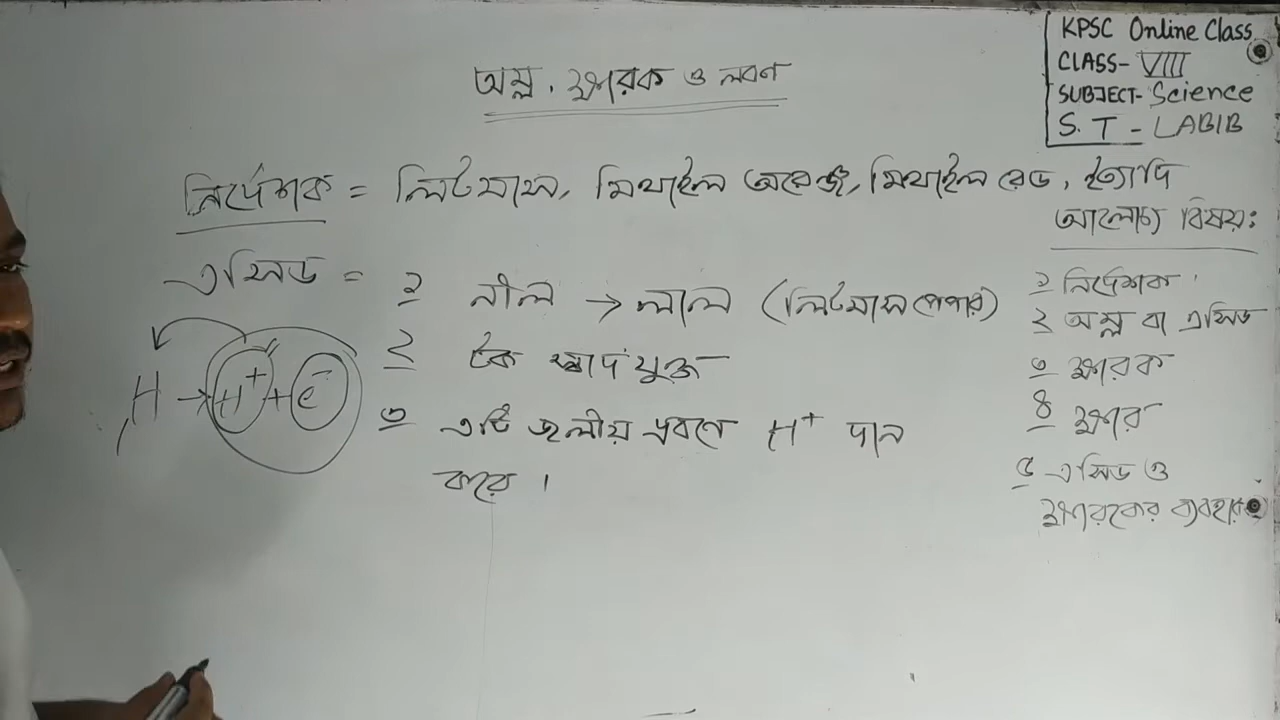 অম্ল, ক্ষারক ও লবণ
KPSC Online Class
CLASS- VIII
SUBJECT- Science
S. T - LABIB
নির্দেশক = লিটমাস, মিথাইল অরেঞ্জ, মিথাইল রেড, ইত্যাদি
এসিড =
১ নীল → লাল (লিটমাস পেপার)
২ টক স্বাদযুক্ত
৩ এটি জলীয় দ্রবণে H+ দান
করে ।
H → H+ + e-
আলোচ্য বিষয়ঃ
১ নির্দেশক
২ অম্ল বা এসিড
৩ ক্ষারক
৪ ক্ষার
৫ এসিড ও
ক্ষারকের ব্যবহার